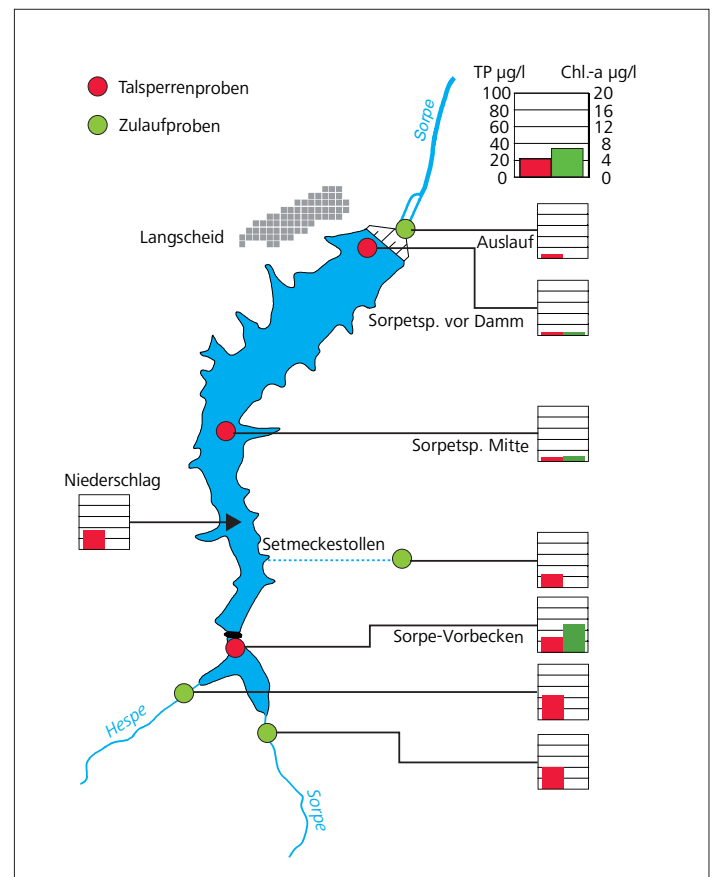 Talsperrenproben
Zulaufproben
Sorpe
TP µg/l Chl.-a µg/l
100 20
80 16
60 12
40 8
20 4
0 0
Langscheid
Auslauf
Sorpetsp. vor Damm
Sorpetsp. Mitte
Niederschlag
Setmeckestollen
Sorpe-Vorbecken
Hespe
Sorpe